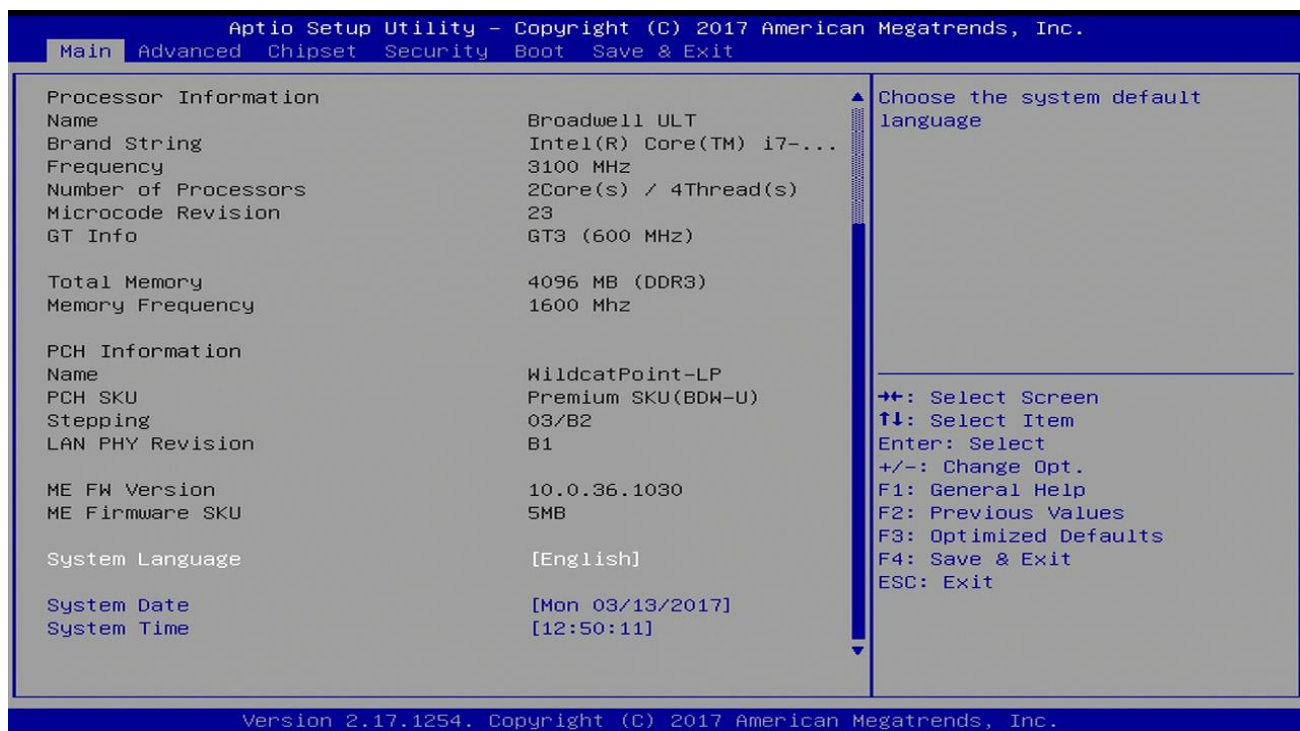 Aptio Setup Utility – Copyright (C) 2017 American Megatrends, Inc.
Main Advanced Chipset Security Boot Save & Exit
Processor Information
Name Broadwell ULT
Brand String Intel(R) Core(TM) i7-...
Frequency 3100 MHz
Number of Processors 2Core(s) / 4Thread(s)
Microcode Revision 23
GT Info GT3 (600 MHz)
Total Memory 4096 MB (DDR3)
Memory Frequency 1600 Mhz
PCH Information
Name WildcatPoint-LP
PCH SKU Premium SKU(BDW-U)
Stepping 03/B2
LAN PHY Revision B1
ME FW Version 10.0.36.1030
ME Firmware SKU 5MB
System Language [English]
System Date [Mon 03/13/2017]
System Time [12:50:11]
Choose the system default
language
→←: Select Screen
↑↓: Select Item
Enter: Select
+/-: Change Opt.
F1: General Help
F2: Previous Values
F3: Optimized Defaults
F4: Save & Exit
ESC: Exit
Version 2.17.1254. Copyright (C) 2017 American Megatrends, Inc.